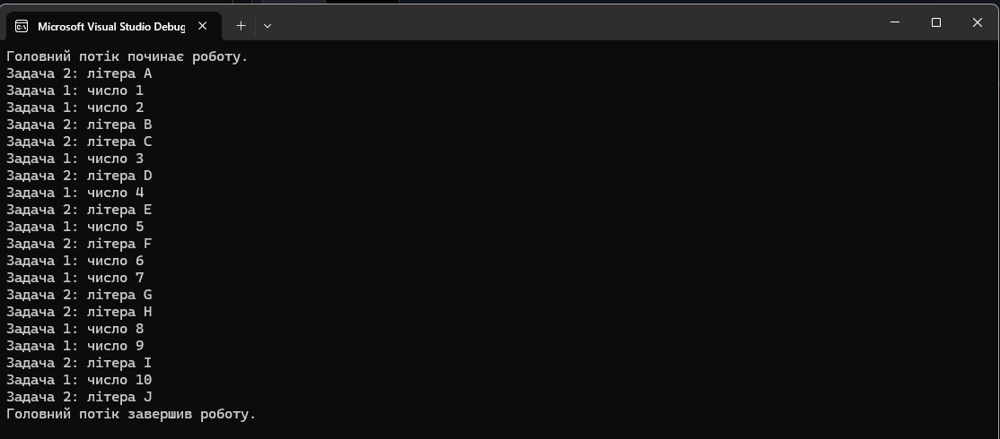 Microsoft Visual Studio Debug
Головний потік починає роботу.
Задача 2: літера A
Задача 1: число 1
Задача 1: число 2
Задача 2: літера B
Задача 2: літера C
Задача 1: число 3
Задача 2: літера D
Задача 1: число 4
Задача 2: літера E
Задача 1: число 5
Задача 2: літера F
Задача 1: число 6
Задача 1: число 7
Задача 2: літера G
Задача 2: літера H
Задача 1: число 8
Задача 1: число 9
Задача 2: літера I
Задача 1: число 10
Задача 2: літера J
Головний потік завершив роботу.